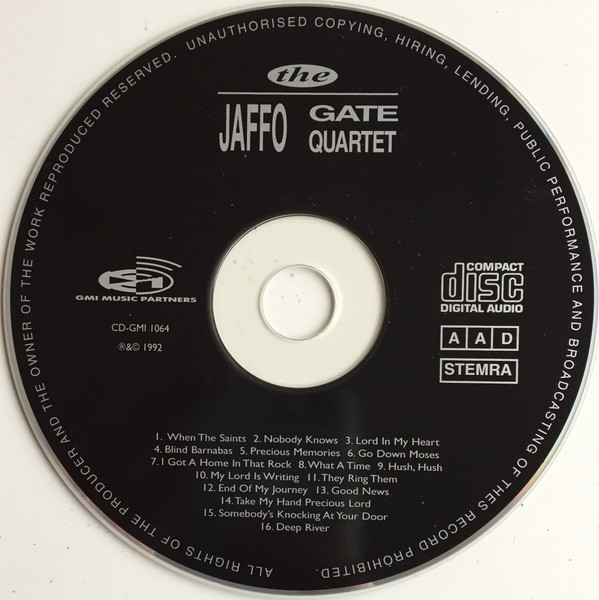 ALL RIGHTS OF THE PRODUCER AND THE OWNER OF THE WORK REPRODUCED RESERVED. UNAUTHORISED COPYING, HIRING, LENDING, PUBLIC PERFORMANCE AND BROADCASTING OF THES RECORD PROHIBITED.
the
JAFFO GATE QUARTET
GMI MUSIC PARTNERS
CD-GMI 1064
℗&© 1992
COMPACT
disc
DIGITAL AUDIO
A A D
STEMRA
1. When The Saints 2. Nobody Knows 3. Lord In My Heart
4. Blind Barnabas 5. Precious Memories 6. Go Down Moses
7. I Got A Home In That Rock 8. What A Time 9. Hush, Hush
10. My Lord Is Writing 11. They Ring Them
12. End Of My Journey 13. Good News
14. Take My Hand Precious Lord
15. Somebody's Knocking At Your Door
16. Deep River